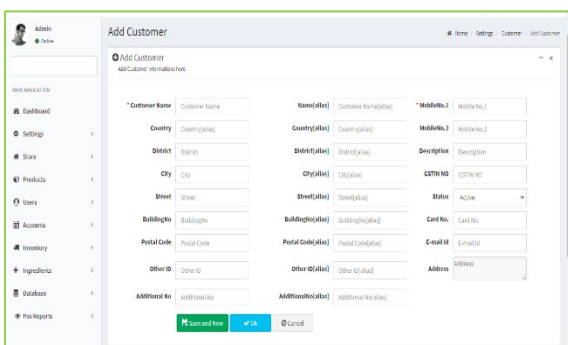 Admin
Online
Add Customer
Home
Settings
Customer
Add Customer
Add Customer
Add Customer informations here.
MAIN NAVIGATION
Dashboard
Settings
Store
Products
Users
Accounts
Inventory
Ingredients
Database
Pos Reports
* Customer Name Customer Name Name(alias) Customer Name(alias) * MobileNo.1 Mobile No.1
Country Country(alias) Country(alias) Country(alias) MobileNo.2 Mobile No.2
District District District(alias) District(alias) Description Description
City City City(alias) City(alias) GSTIN NO GSTIN NO
Street Street Street(alias) Street(alias) Status Active
BuildingNo BuildingNo BuildingNo(alias) BuildingNo(alias) Card No. Card No.
Postal Code Postal Code Postal Code(alias) Postal Code(alias) E-mail Id E-mail Id
Other ID Other ID Other ID(alias) Other ID(alias) Address Address
Additional No Additional No AdditionalNo(alias) Additional No(alias)
Save and New Ok Cancel